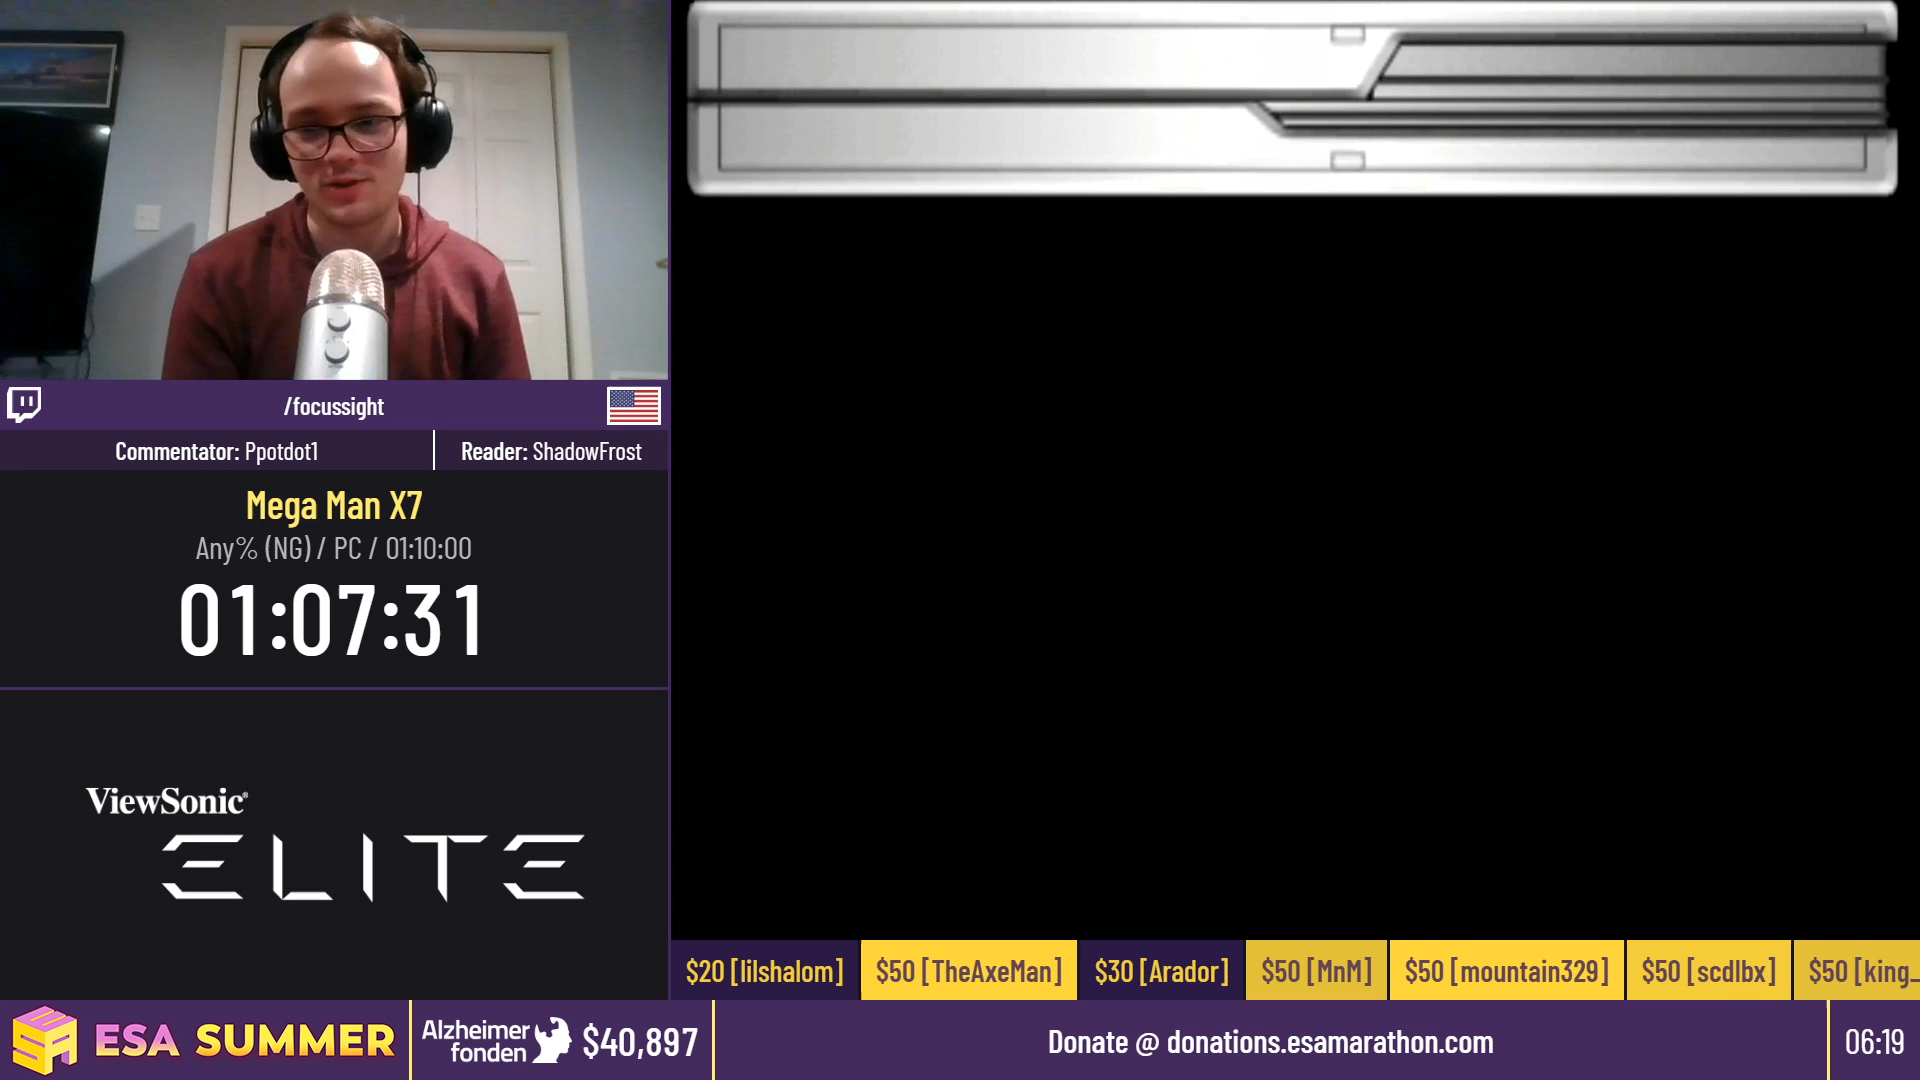 /focussight
Commentator: Ppotdot1
Reader: ShadowFrost
Mega Man X7
Any% (NG) / PC / 01:10:00
01:07:31
ViewSonic®
ELITE
$20 [lilshalom]
$50 [TheAxeMan]
$30 [Arador]
$50 [MnM]
$50 [mountain329]
$50 [scdlbx]
$50 [king_
ESA SUMMER
Alzheimer
fonden
$40,897
Donate @ donations.esamarathon.com
06:19